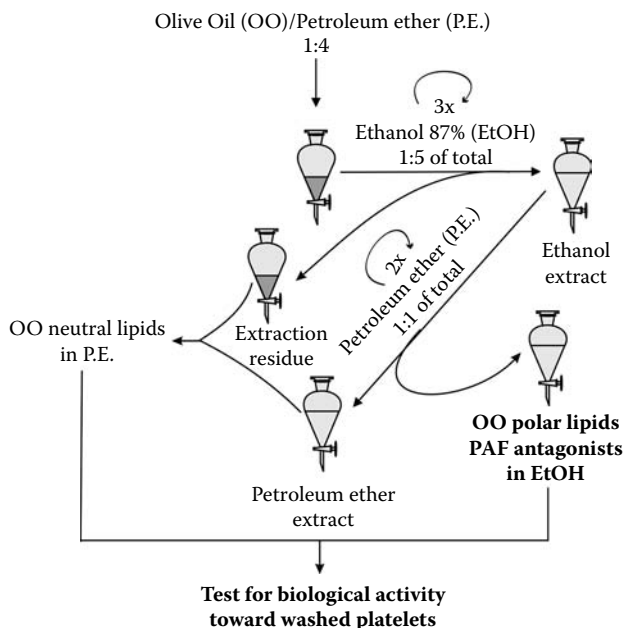 Olive Oil (OO)/Petroleum ether (P.E.)
1:4
3x
Ethanol 87% (EtOH)
1:5 of total
Ethanol
extract
2x
Petroleum ether (P.E.)
1:1 of total
OO neutral lipids
in P.E.
Extraction
residue
OO polar lipids
PAF antagonists
in EtOH
Petroleum ether
extract
Test for biological activity
toward washed platelets